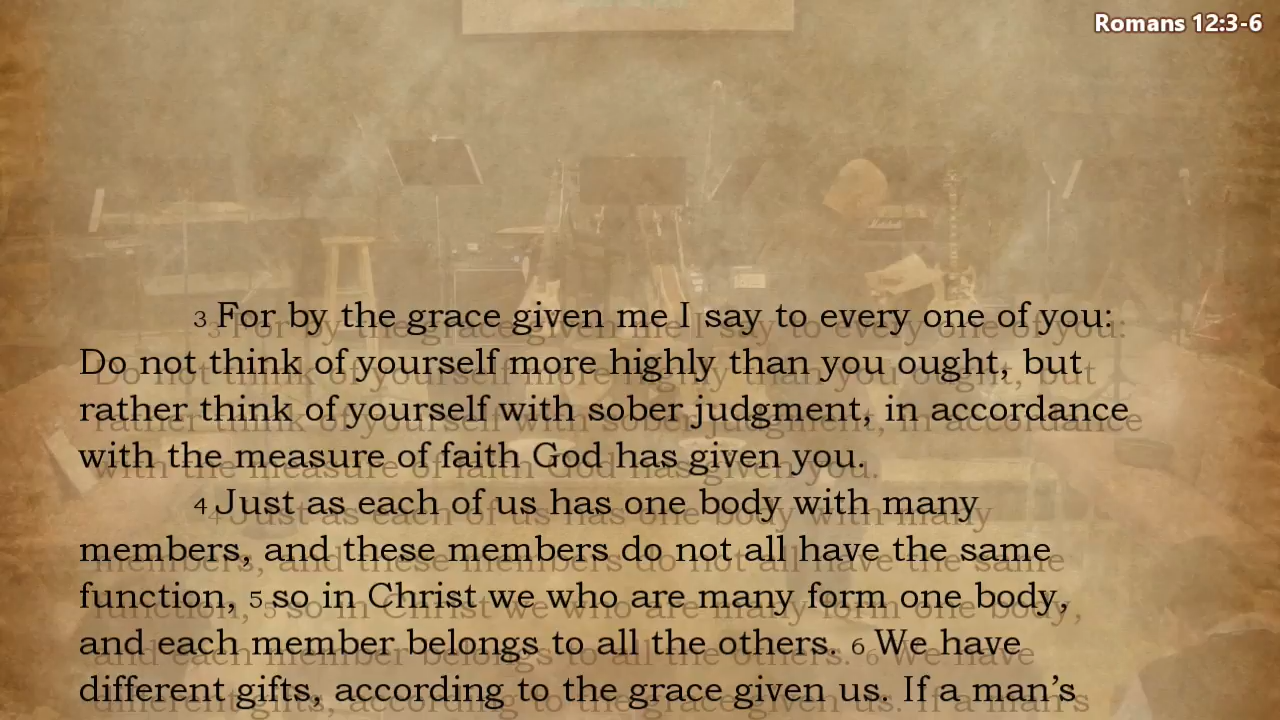 Romans 12:3-6
3 For by the grace given me I say to every one of you:
Do not think of yourself more highly than you ought, but
rather think of yourself with sober judgment, in accordance
with the measure of faith God has given you.
4 Just as each of us has one body with many
members, and these members do not all have the same
function, 5 so in Christ we who are many form one body,
and each member belongs to all the others. 6 We have
different gifts, according to the grace given us. If a man’s